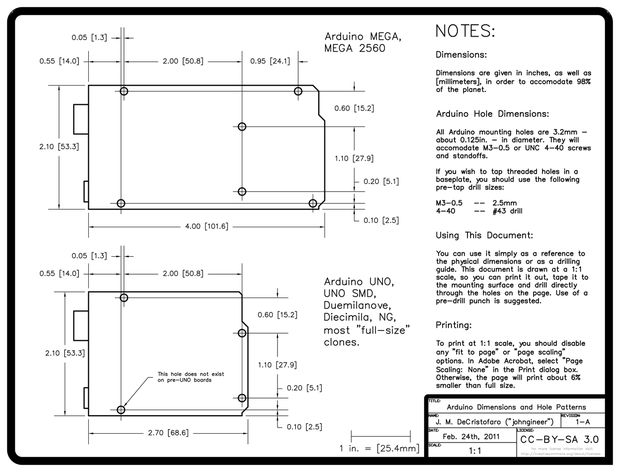 Arduino MEGA,
MEGA 2560
0.05 [1.3]
0.55 [14.0]
2.00 [50.8]
0.95 [24.1]
0.60 [15.2]
2.10 [53.3]
1.10
[27.9]
0.20 [5.1]
4.00 [101.6]
0.10 [2.5]
0.05 [1.3]
0.55 [14.0]
2.00 [50.8]
Arduino UNO,
UNO SMD,
Duemilanove,
Diecimila, NG,
most "full-size"
clones.
0.60 [15.2]
2.10 [53.3]
1.10
[27.9]
This hole does not exist
on pre-UNO boards
0.20 [5.1]
2.70 [68.6]
0.10 [2.5]
1 in. = [25.4mm]
NOTES:
Dimensions:
Dimensions are given in inches, as well as
[millimeters], in order to accomodate 98%
of the planet.
Arduino Hole Dimensions:
All Arduino mounting holes are 3.2mm –
about 0.125in. – in diameter. They will
accomodate M3-0.5 or UNC 4-40 screws
and standoffs.
If you wish to tap threaded holes in a
baseplate, you should use the following
pre-tap drill sizes:
M3-0.5 -- 2.5mm
4-40 -- #43 drill
Using This Document:
You can use it simply as a reference to
the physical dimensions or as a drilling
guide. This document is drawn at a 1:1
scale, so you can print it out, tape it to
the mounting surface and drill directly
through the holes on the page. Use of a
pre-drill punch is suggested.
Printing:
To print at 1:1 scale, you should disable
any "fit to page" or "page scaling"
options. In Adobe Acrobat, select "Page
Scaling: None" in the Print dialog box.
Otherwise, the page will print about 6%
smaller than full size.
TITLE:
Arduino Dimensions and Hole Patterns
NAME:
J. M. DeCristofaro ("johngineer")
REVISION
1-A
DATE:
Feb. 24th, 2011
LICENSE:
CC-BY-SA 3.0
SCALE:
1:1